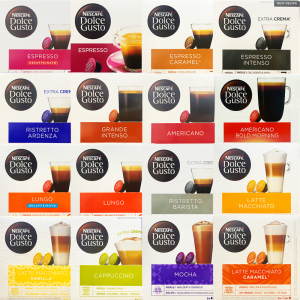 NESCAFÉ
Dolce
Gusto
ESPRESSO
DECAFFEINATO
NESCAFÉ
Dolce
Gusto
ESPRESSO
NESCAFÉ
Dolce
Gusto
ESPRESSO
CARAMEL
NESCAFÉ
Dolce
Gusto
EXTRA CREMA
ESPRESSO
INTENSO
NESCAFÉ
Dolce
Gusto
EXTRA CRE
RISTRETTO
ARDENZA
NESCAFÉ
Dolce
Gusto
GRANDE
INTENSO
NESCAFÉ
Dolce
Gusto
AMERICANO
NESCAFÉ
Dolce
Gusto
AMERICANO
BOLD MORNING
NESCAFÉ
Dolce
Gusto
EXTRA CRE
LUNGO
DECAFFEINATO
NESCAFÉ
Dolce
Gusto
LUNGO
NESCAFÉ
Dolce
Gusto
EXTRA CRE
RISTRETTO
BARISTA
NESCAFÉ
Dolce
Gusto
LATTE
MACCHIATO
NESCAFÉ
Dolce
Gusto
LATTE MACCHIATO
NESCAFÉ
Dolce
Gusto
CAPPUCCINO
NESCAFÉ
Dolce
Gusto
MOCHA
NESCAFÉ
Dolce
Gusto
LATTE MACCHIATO
CARAMEL